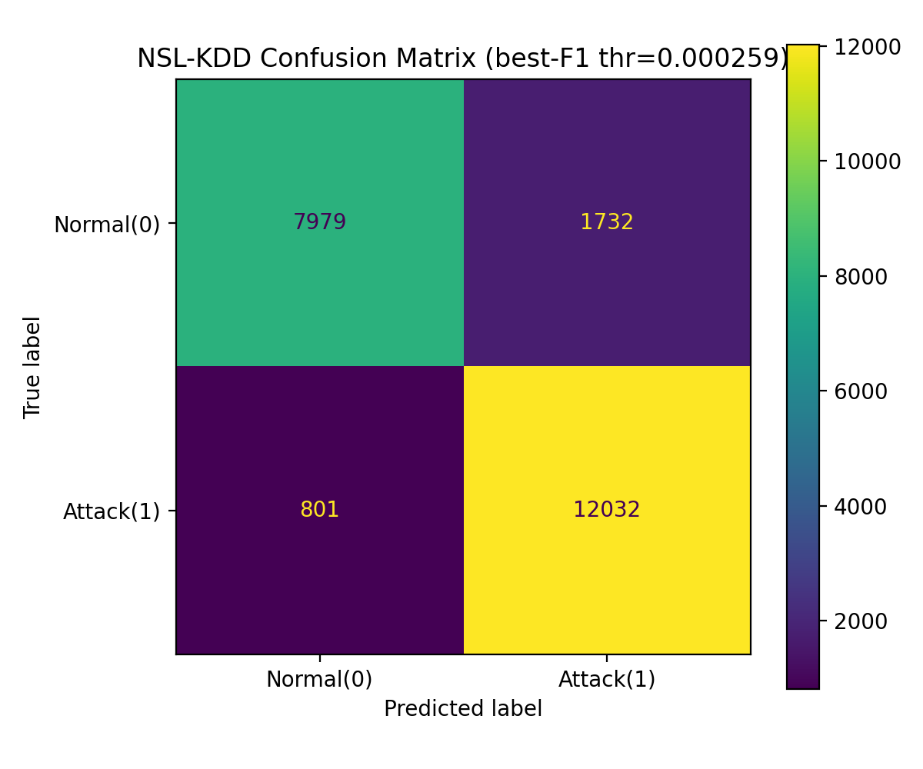 NSL-KDD Confusion Matrix (best-F1 thr=0.000259)
12000
10000
8000
6000
4000
2000
True label
Normal(0)
7979
1732
Attack(1)
801
12032
Normal(0)
Attack(1)
Predicted label